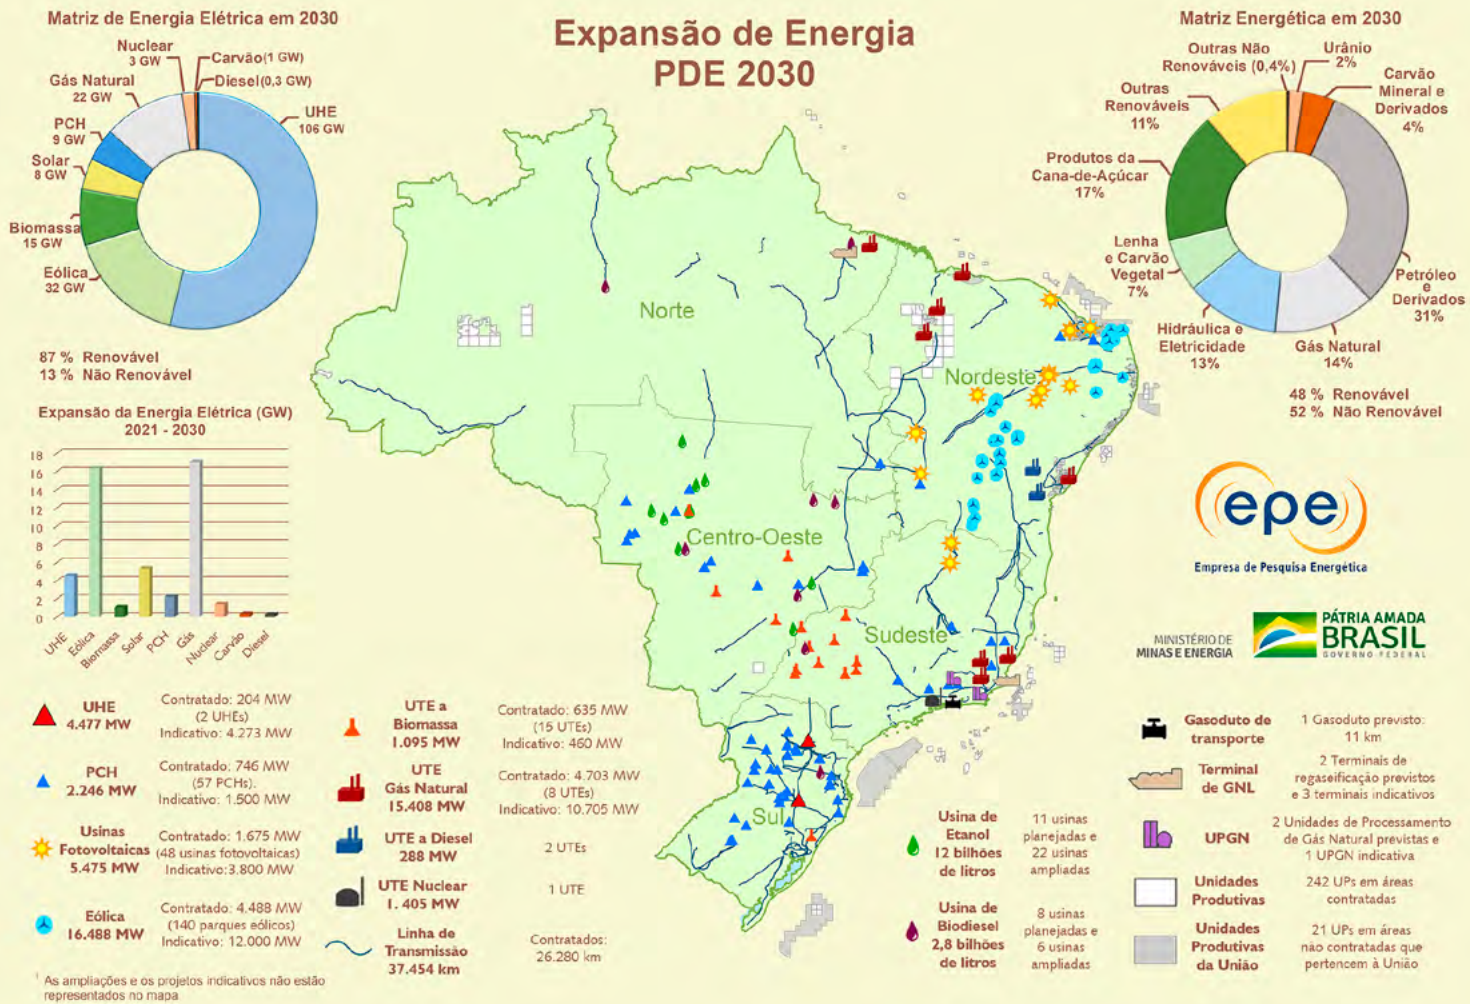 Matriz de Energia Elétrica em 2030
Nuclear
3 GW
Carvão(1 GW)
Diesel(0,3 GW)
Gás Natural
22 GW
UHE
106 GW
PCH
9 GW
Solar
8 GW
Biomassa
15 GW
Eólica
32 GW
87 % Renovável
13 % Não Renovável
Expansão de Energia
PDE 2030
Matriz Energética em 2030
Outras Não
Renováveis (0,4%)
Urânio
2%
Carvão
Mineral e
Derivados
4%
Outras
Renováveis
11%
Produtos da
Cana-de-Açúcar
17%
Lenha
e Carvão
Vegetal
7%
Petróleo
e
Derivados
31%
Hidráulica e
Eletricidade
13%
Gás Natural
14%
48 % Renovável
52 % Não Renovável
Expansão da Energia Elétrica (GW)
2021 - 2030
18
16
14
12
10
8
6
4
2
0
UHE
Eólica
Biomassa
Solar
PCH
Gás
Nuclear
Carvão
Diesel
Norte
Nordeste
Centro-Oeste
Sudeste
Sul
epe
Empresa de Pesquisa Energética
MINISTÉRIO DE
MINAS E ENERGIA
PÁTRIA AMADA
BRASIL
GOVERNO FEDERAL
UHE
4.477 MW
Contratado: 204 MW
(2 UHEs)
Indicativo: 4.273 MW
PCH
2.246 MW
Contratado: 746 MW
(57 PCHs).
Indicativo: 1.500 MW
Usinas
Fotovoltaicas
5.475 MW
Contratado: 1.675 MW
(48 usinas fotovoltaicas)
Indicativo:3.800 MW
Eólica
16.488 MW
Contratado: 4.488 MW
(140 parques eólicos)
Indicativo: 12.000 MW
UTE a
Biomassa
1.095 MW
Contratado: 635 MW
(15 UTEs)
Indicativo: 460 MW
UTE
Gás Natural
15.408 MW
Contratado: 4.703 MW
(8 UTEs)
Indicativo: 10.705 MW
UTE a Diesel
288 MW
2 UTEs
UTE Nuclear
1. 405 MW
1 UTE
Linha de
Transmissão
37.454 km
Contratados:
26.280 km
Usina de
Etanol
12 bilhões
de litros
11 usinas
planejadas e
22 usinas
ampliadas
Usina de
Biodiesel
2,8 bilhões
de litros
8 usinas
planejadas e
6 usinas
ampliadas
Gasoduto de
transporte
1 Gasoduto previsto:
11 km
Terminal
de GNL
2 Terminais de
regaseificação previstos
e 3 terminais indicativos
UPGN
2 Unidades de Processamento
de Gás Natural previstas e
1 UPGN indicativa
Unidades
Produtivas
242 UPs em áreas
contratadas
Unidades
Produtivas
da União
21 UPs em áreas
não contratadas que
pertencem à União
¹ As ampliações e os projetos indicativos não estão
representados no mapa